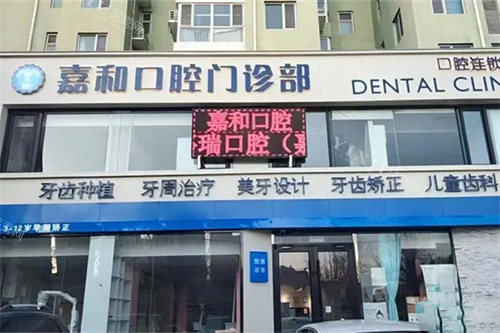 口腔连锁
嘉和口腔门诊部
DENTAL CLIN
嘉和口腔
瑞口腔（嘉
牙齿种植 牙周治疗 美牙设计 牙齿矫正 儿童齿科
3-12岁早期矫正